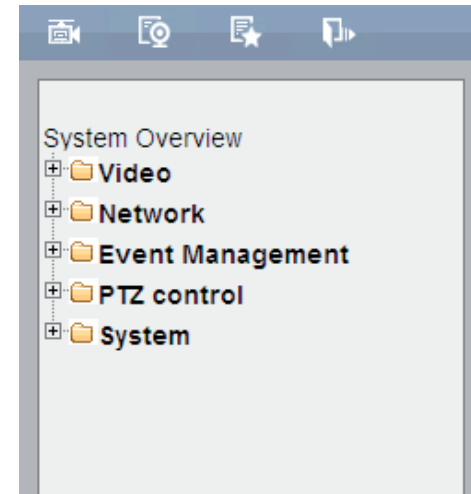 System Overview
Video
Network
Event Management
PTZ control
System